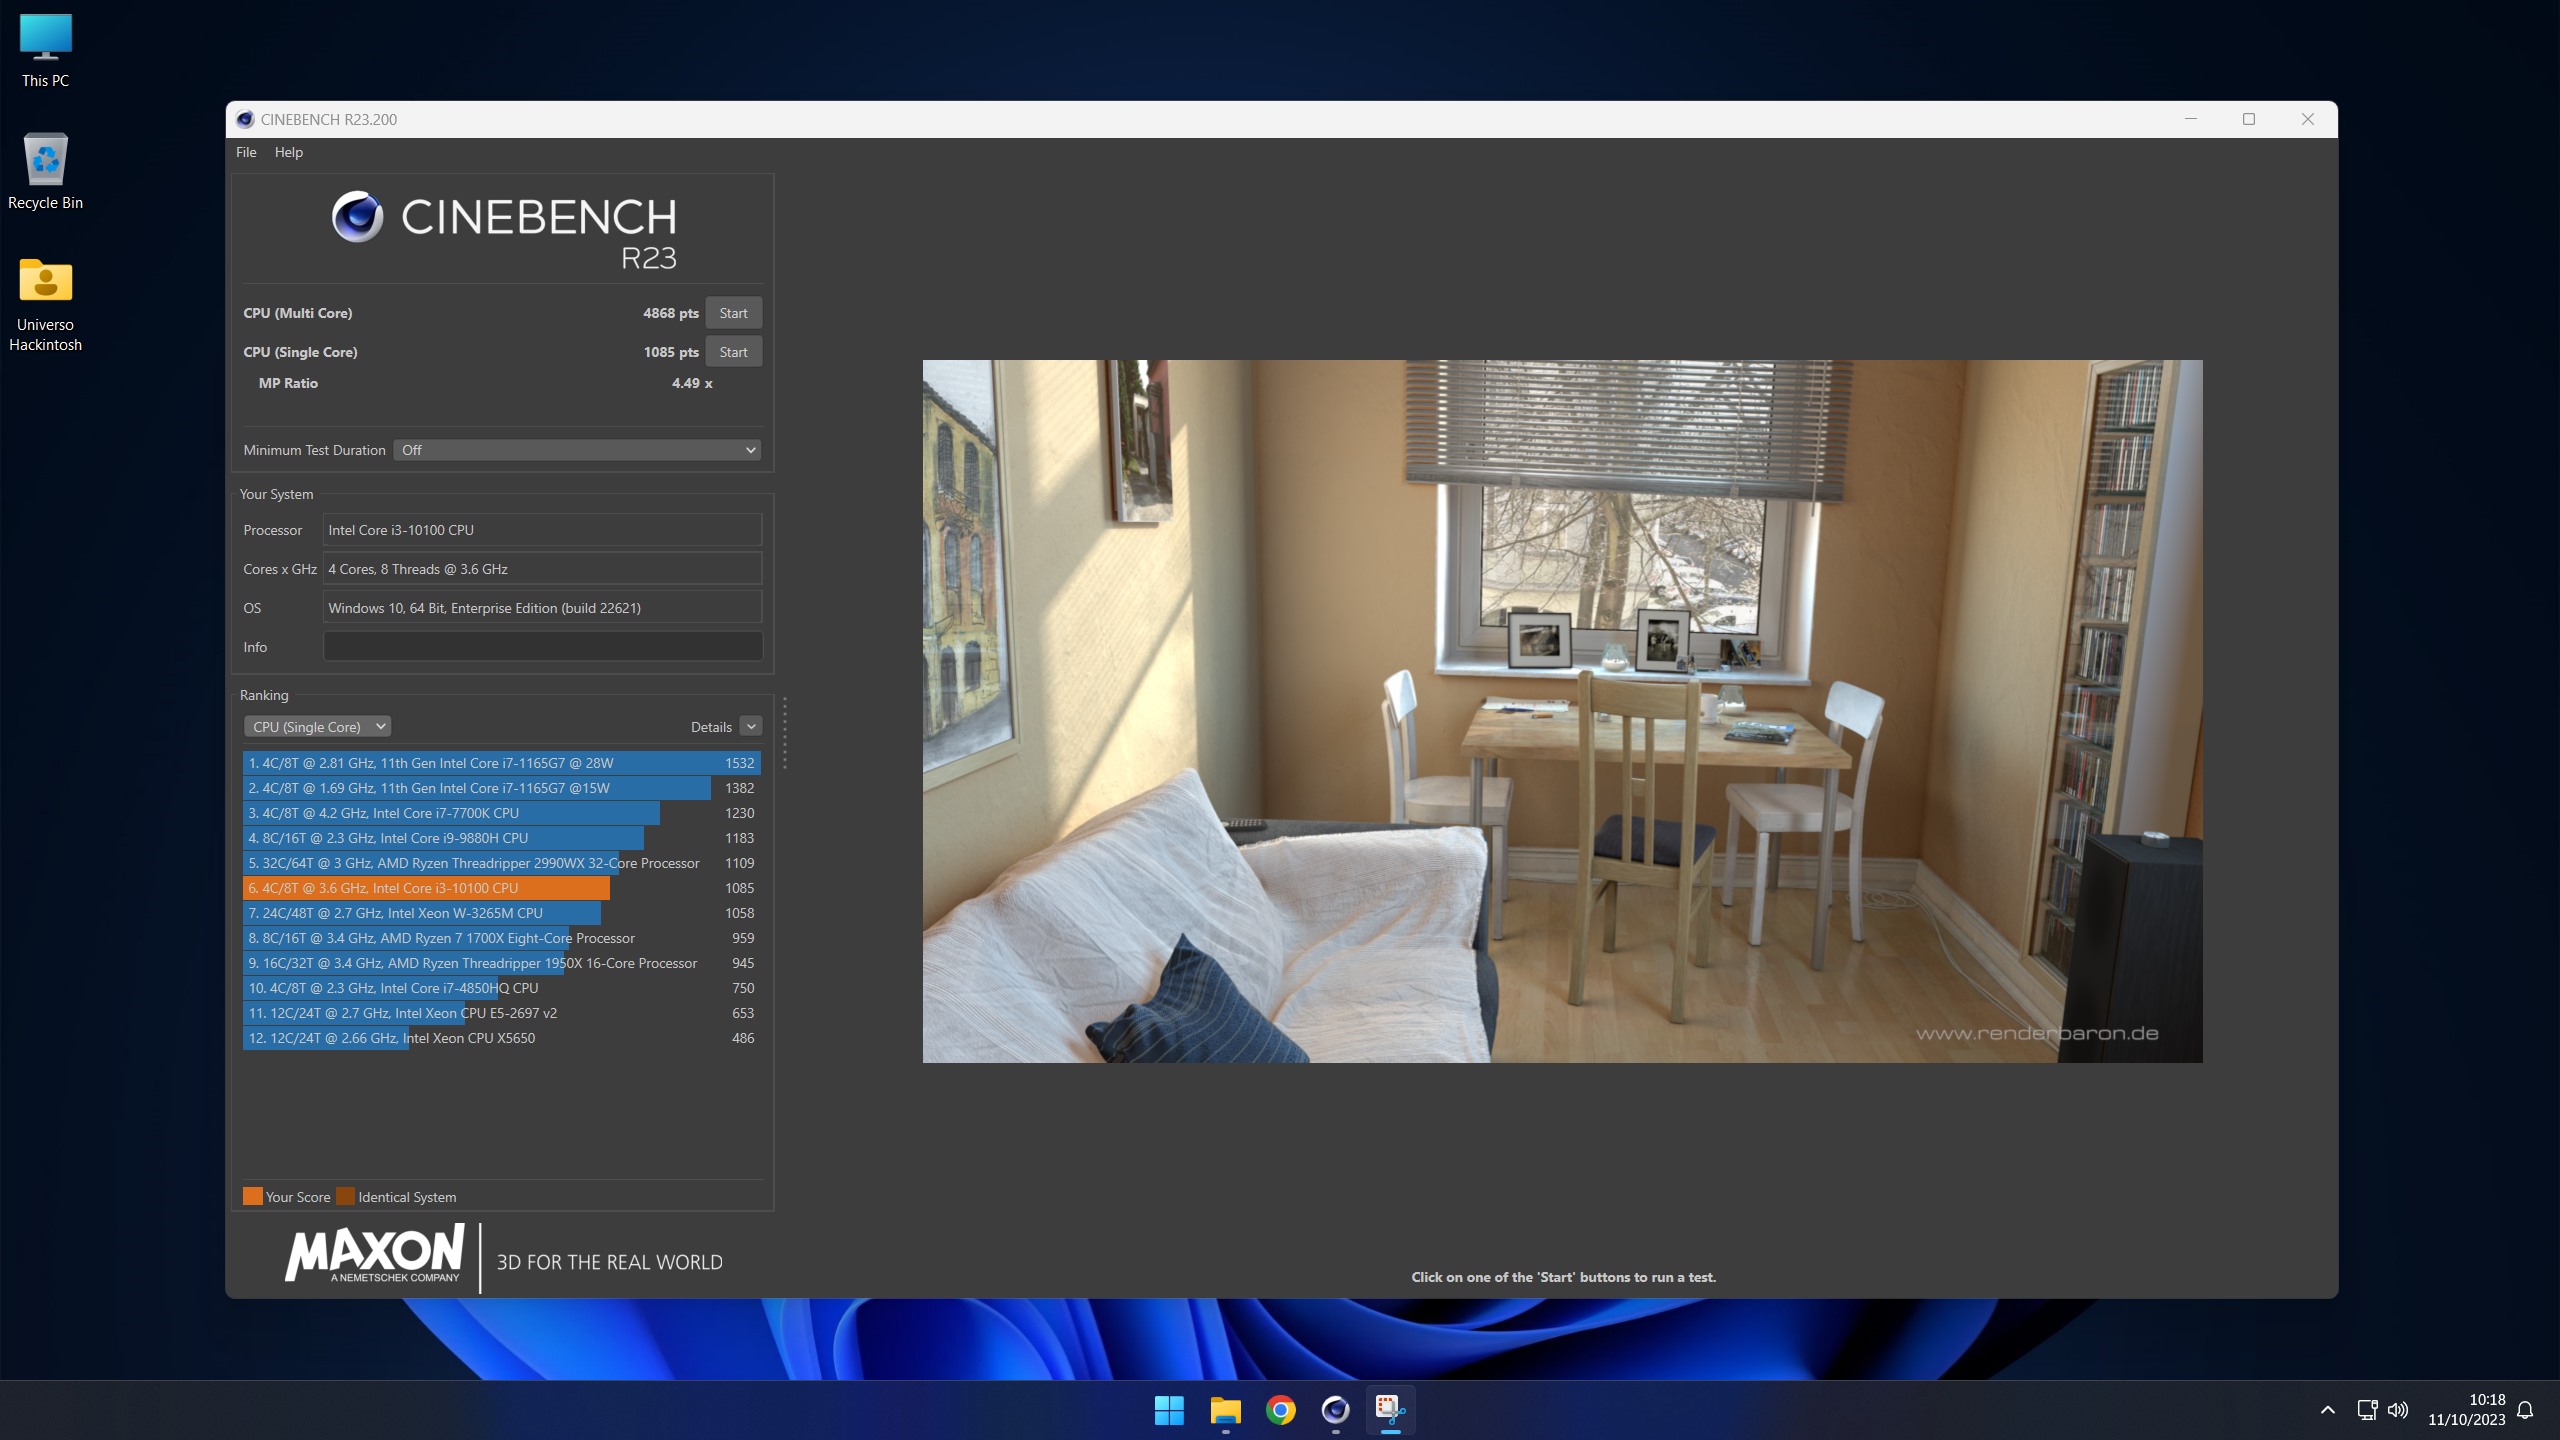 This PC
Recycle Bin
Universo
Hackintosh
CINEBENCH R23.200
File Help
CINEBENCH
R23
CPU (Multi Core) 4868 pts Start
CPU (Single Core) 1085 pts Start
MP Ratio 4.49 x
Minimum Test Duration Off
Your System
Processor Intel Core i3-10100 CPU
Cores x GHz 4 Cores, 8 Threads @ 3.6 GHz
OS Windows 10, 64 Bit, Enterprise Edition (build 22621)
Info
Ranking
CPU (Single Core) Details
1. 4C/8T @ 2.81 GHz, 11th Gen Intel Core i7-1165G7 @ 28W 1532
2. 4C/8T @ 1.69 GHz, 11th Gen Intel Core i7-1165G7 @15W 1382
3. 4C/8T @ 4.2 GHz, Intel Core i7-7700K CPU 1230
4. 8C/16T @ 2.3 GHz, Intel Core i9-9880H CPU 1183
5. 32C/64T @ 3 GHz, AMD Ryzen Threadripper 2990WX 32-Core Processor 1109
6. 4C/8T @ 3.6 GHz, Intel Core i3-10100 CPU 1085
7. 24C/48T @ 2.7 GHz, Intel Xeon W-3265M CPU 1058
8. 8C/16T @ 3.4 GHz, AMD Ryzen 7 1700X Eight-Core Processor 959
9. 16C/32T @ 3.4 GHz, AMD Ryzen Threadripper 1950X 16-Core Processor 945
10. 4C/8T @ 2.3 GHz, Intel Core i7-4850HQ CPU 750
11. 12C/24T @ 2.7 GHz, Intel Xeon CPU E5-2697 v2 653
12. 12C/24T @ 2.66 GHz, Intel Xeon CPU X5650 486
Your Score Identical System
MAXON
A NEMETSCHEK COMPANY
3D FOR THE REAL WORLD
www.renderbaron.de
Click on one of the 'Start' buttons to run a test.
10:18
11/10/2023